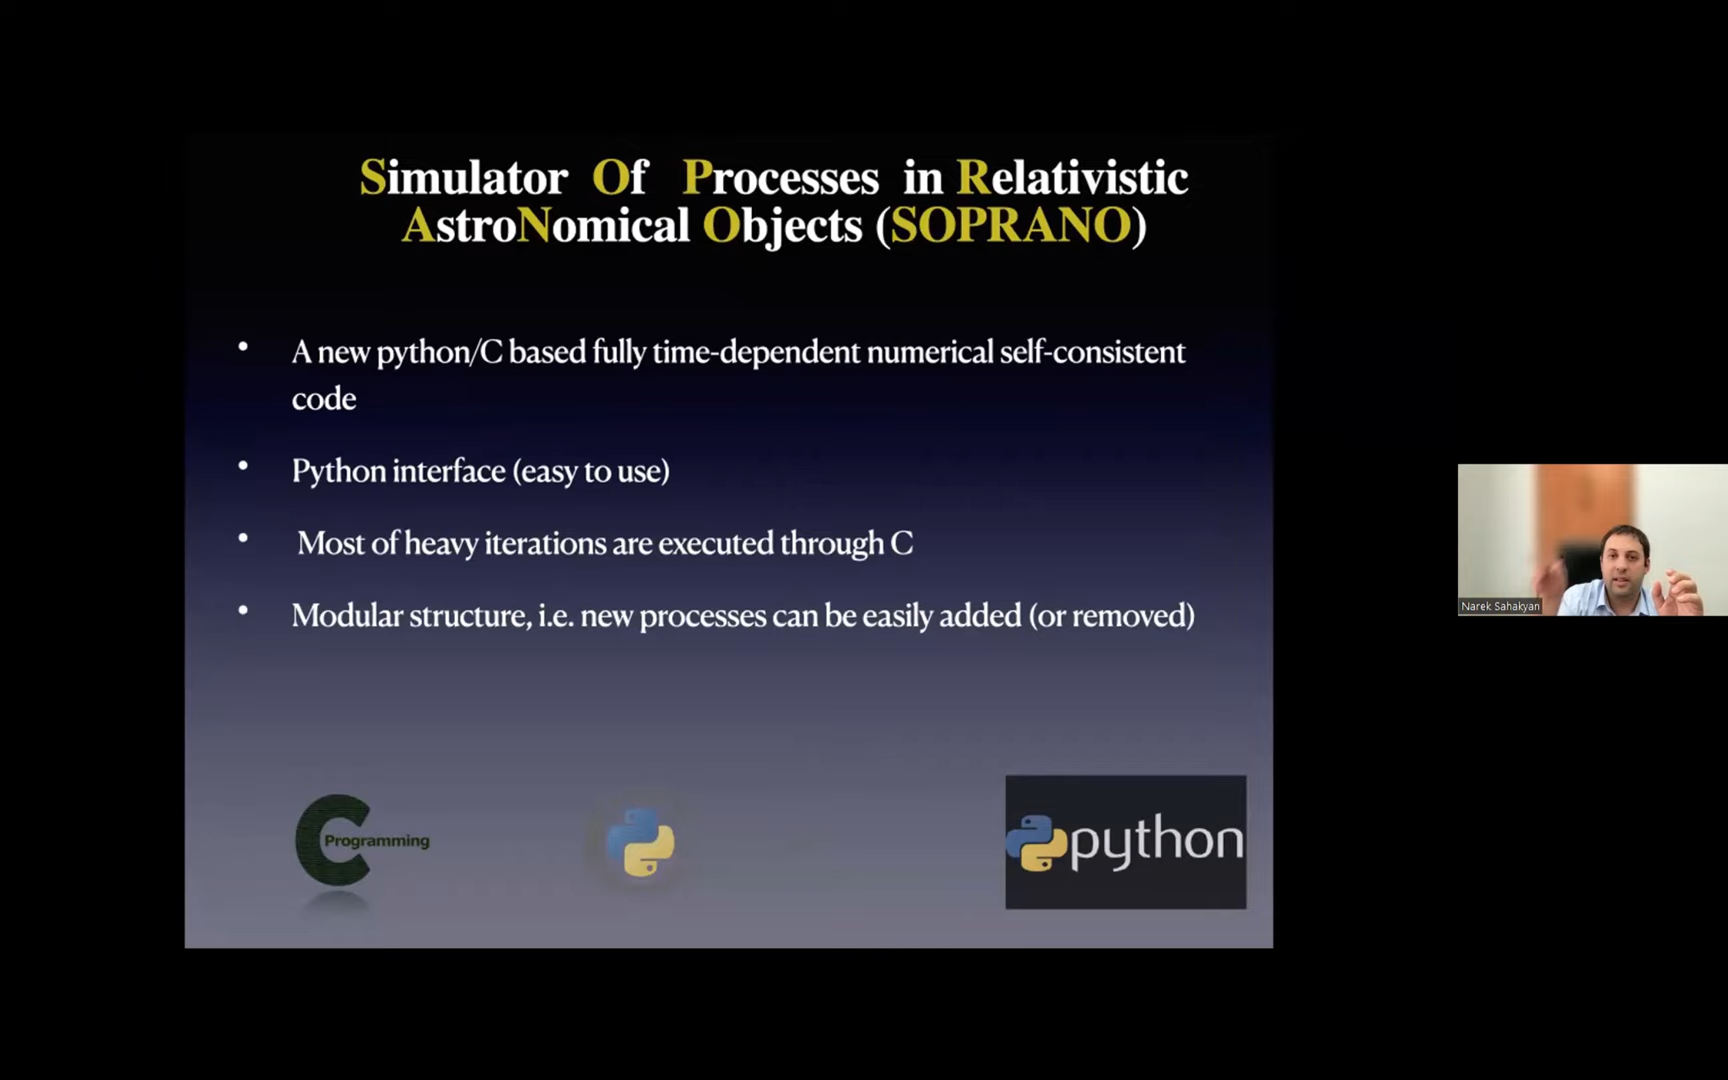 Simulator Of Processes in Relativistic
AstroNomical Objects (SOPRANO)
• A new python/C based fully time-dependent numerical self-consistent
code
• Python interface (easy to use)
• Most of heavy iterations are executed through C
• Modular structure, i.e. new processes can be easily added (or removed)
C Programming
python
Narek Sahakyan